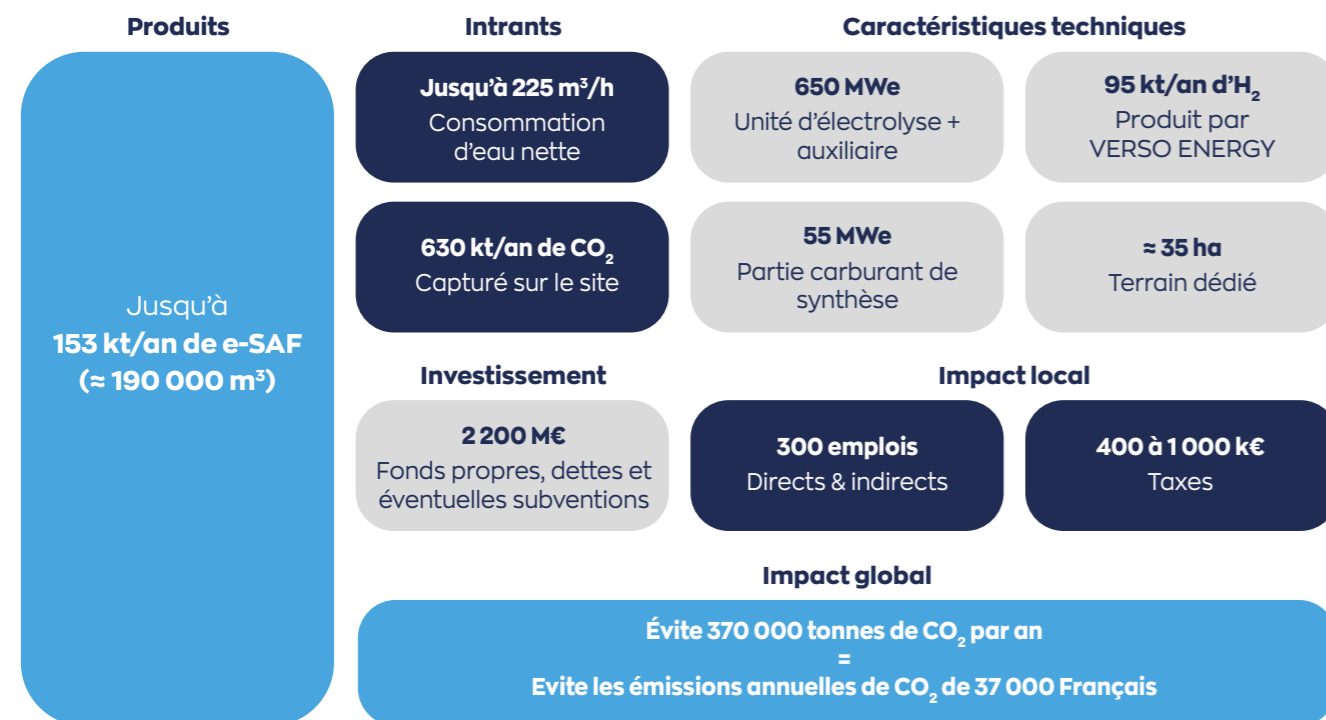 Produits
Jusqu'à
153 kt/an de e-SAF
(≈ 190 000 m³)
Intrants
Jusqu'à 225 m³/h
Consommation
d'eau nette
630 kt/an de CO₂
Capturé sur le site
Caractéristiques techniques
650 MWe
Unité d'électrolyse +
auxiliaire
95 kt/an d'H₂
Produit par
VERSO ENERGY
55 MWe
Partie carburant de
synthèse
≈ 35 ha
Terrain dédié
Investissement
2 200 M€
Fonds propres, dettes et
éventuelles subventions
Impact local
300 emplois
Directs & indirects
400 à 1 000 k€
Taxes
Impact global
Évite 370 000 tonnes de CO₂ par an
=
Evite les émissions annuelles de CO₂ de 37 000 Français